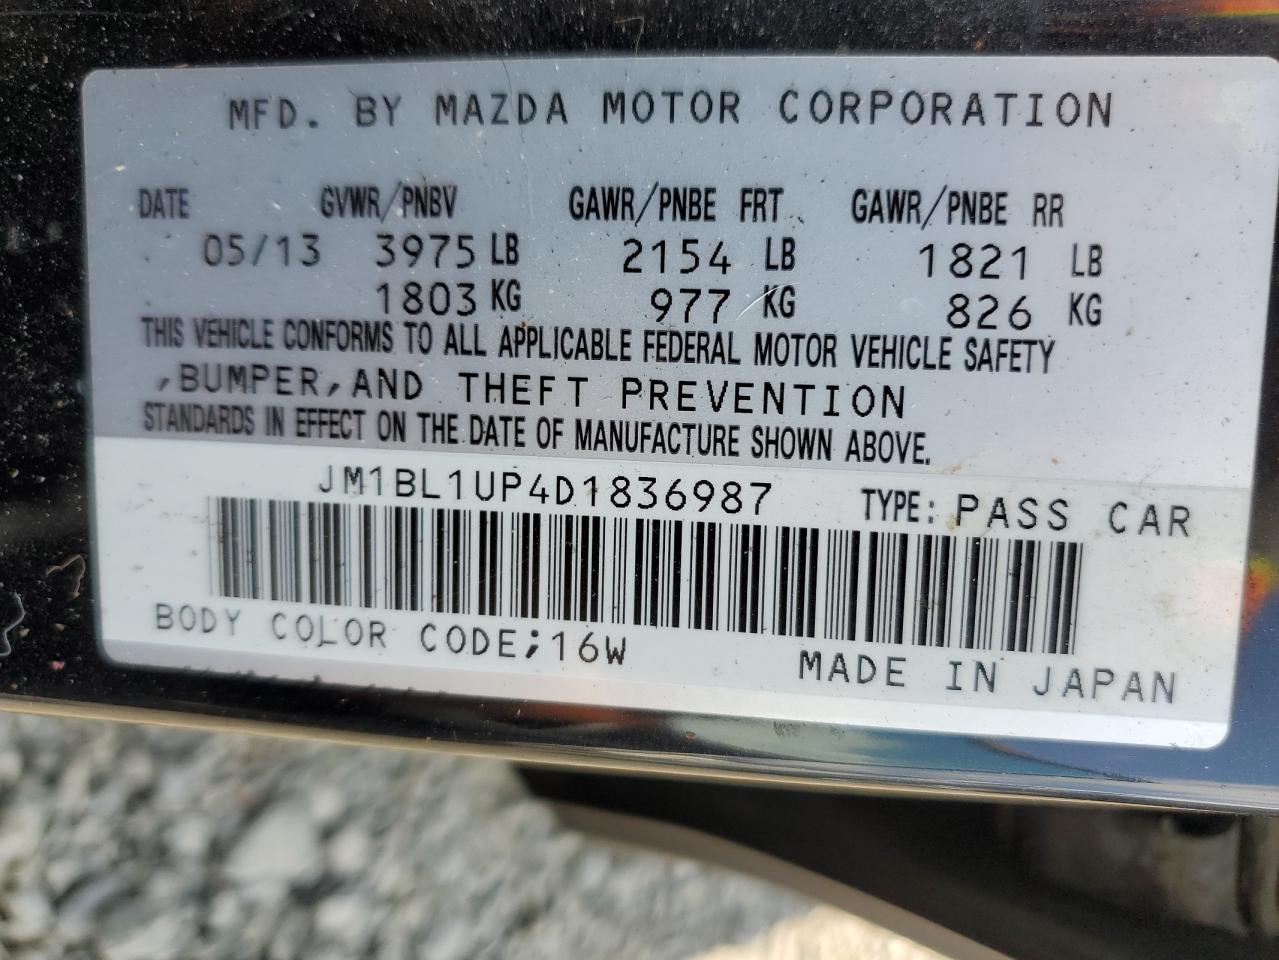 MFD. BY MAZDA MOTOR CORPORATION
DATE GVWR/PNBV GAWR/PNBE FRT GAWR/PNBE RR
05/13 3975 LB 2154 LB 1821 LB
1803 KG 977 KG 826 KG
THIS VEHICLE CONFORMS TO ALL APPLICABLE FEDERAL MOTOR VEHICLE SAFETY
,BUMPER,AND THEFT PREVENTION
STANDARDS IN EFFECT ON THE DATE OF MANUFACTURE SHOWN ABOVE.
JM1BL1UP4D1836987 TYPE: PASS CAR
BODY COLOR CODE;16W
MADE IN JAPAN